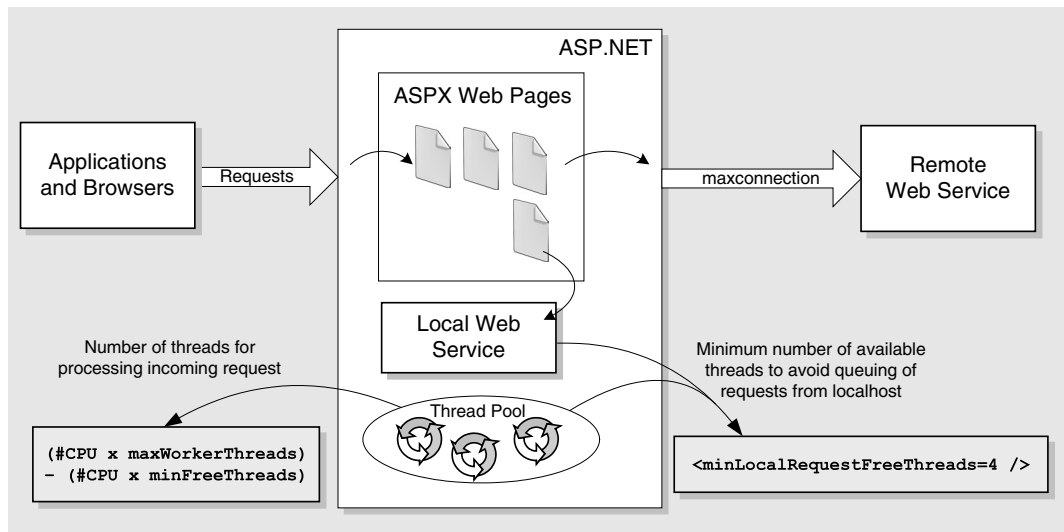 ASP.NET
ASPX Web Pages
Applications
and Browsers
Requests
maxconnection
Remote
Web Service
Local Web
Service
Number of threads for
processing incoming request
Minimum number of available
threads to avoid queuing of
requests from localhost
Thread Pool
(#CPU x maxWorkerThreads)
– (#CPU x minFreeThreads)
<minLocalRequestFreeThreads=4 />